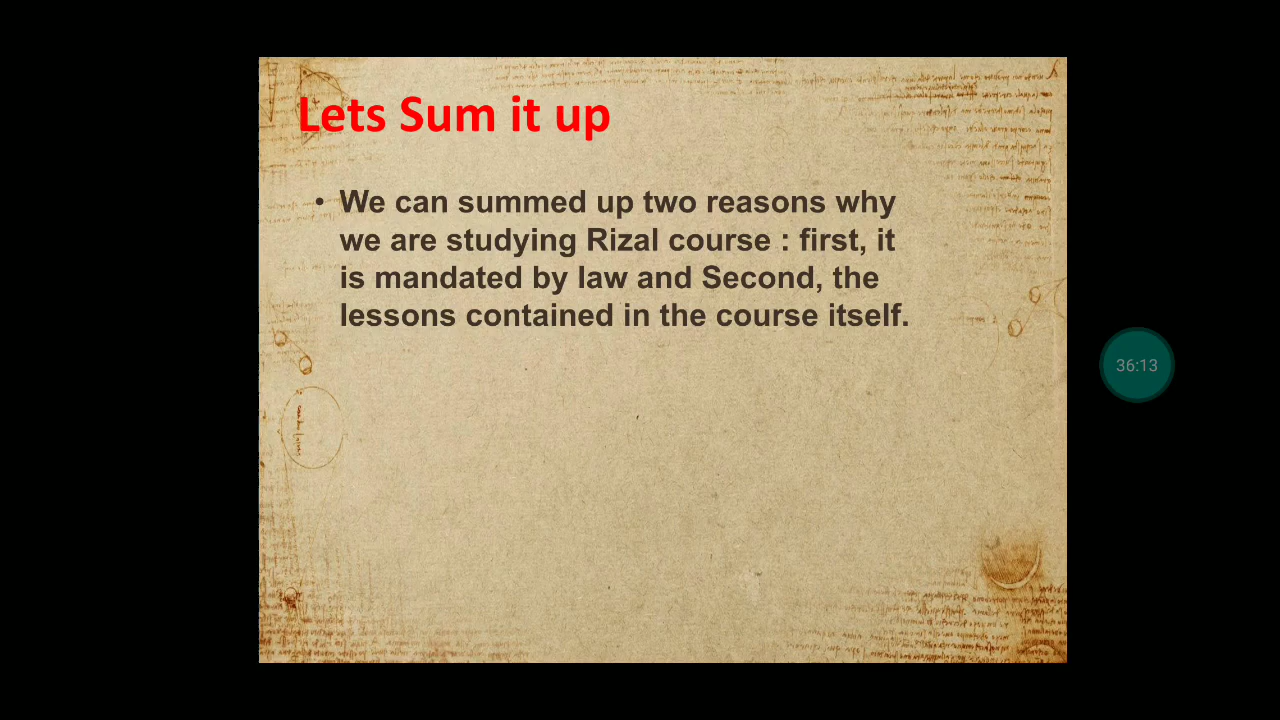 Lets Sum it up
• We can summed up two reasons why
we are studying Rizal course : first, it
is mandated by law and Second, the
lessons contained in the course itself.
36:13